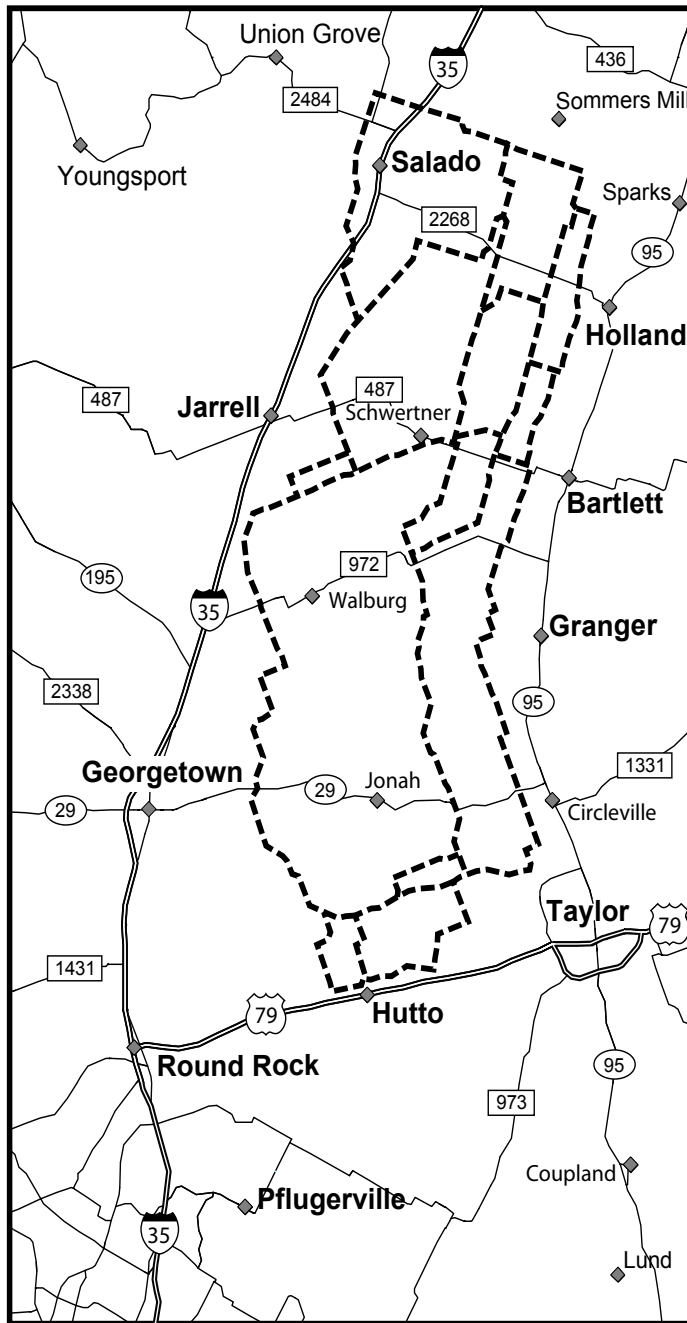 Union Grove
35
436
2484
Sommers Mill
Youngsport
Salado
Sparks
2268
95
Holland
487
Jarrell
487
Schwertner
Bartlett
195
972
35
Walburg
Granger
2338
95
Georgetown
1331
29
29
Jonah
Circleville
Taylor
79
1431
79
Hutto
Round Rock
95
973
Coupland
Pflugerville
35
Lund